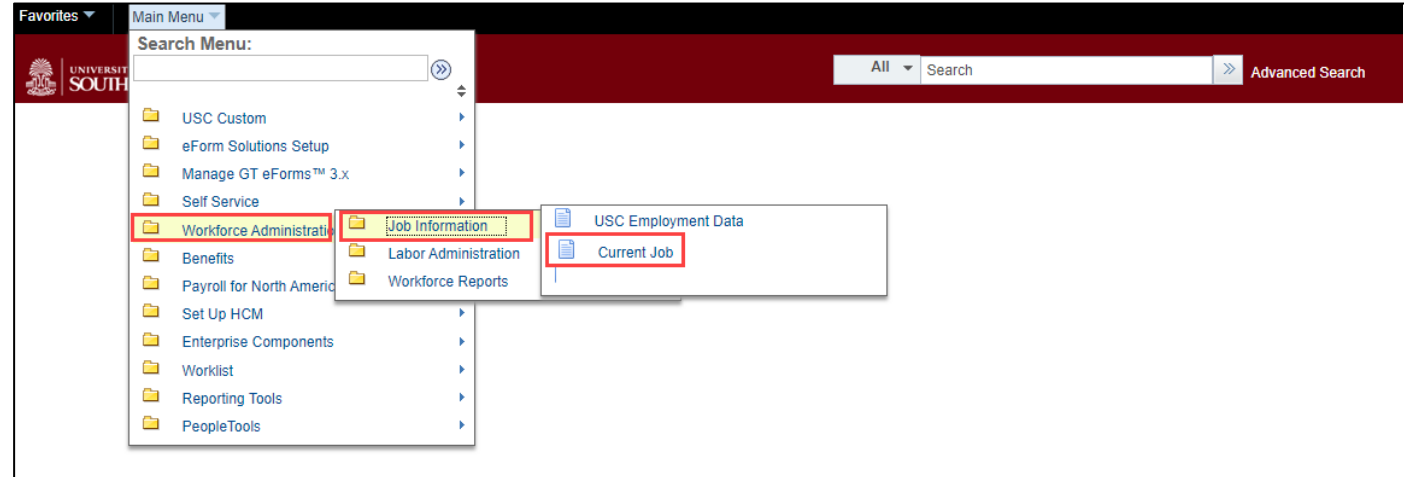 Favorites Main Menu
Search Menu:
UNIVERSIT
SOUTH
All Search Advanced Search
USC Custom
eForm Solutions Setup
Manage GT eForms™ 3.x
Self Service
Workforce Administratio
Benefits
Payroll for North Americ
Set Up HCM
Enterprise Components
Worklist
Reporting Tools
PeopleTools
Job Information
Labor Administration
Workforce Reports
USC Employment Data
Current Job